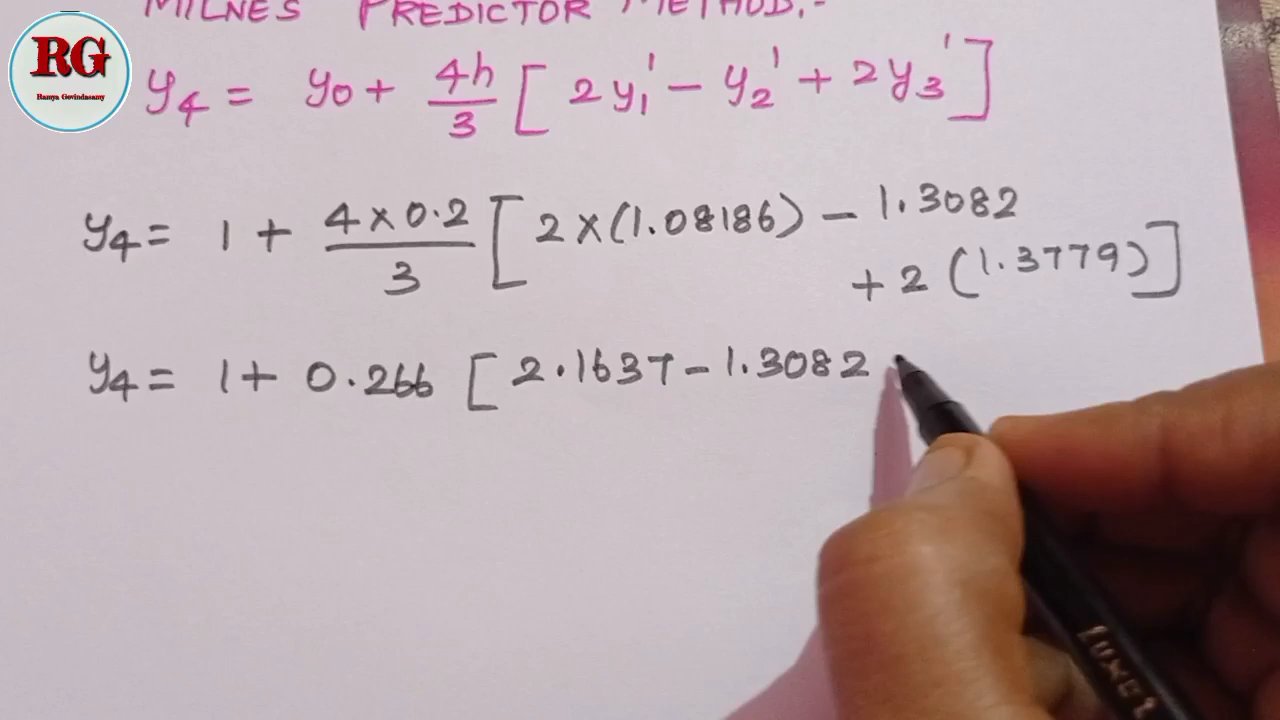 RG
Ramya Govindasamy
MILNES PREDICTOR METHOD:-
y₄ = y₀ + 4h/3 [ 2y₁' − y₂' + 2y₃' ]
y₄ = 1 + 4×0.2/3 [ 2×(1.08186) − 1.3082
+ 2 (1.3779) ]
y₄ = 1 + 0.266 [ 2.1637 − 1.3082
LUXOR